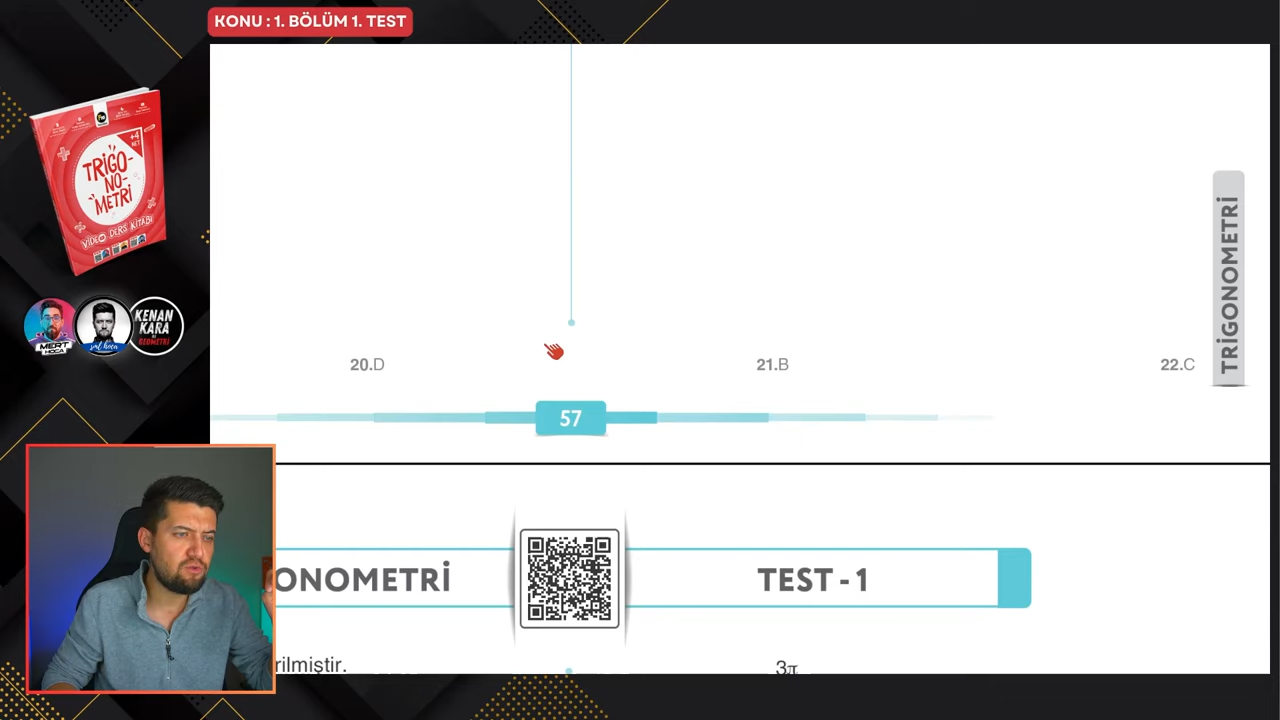 KONU : 1. BÖLÜM 1. TEST
+4
NET
TRİGO-
NO-
METRİ
VİDEO DERS KİTABI
MERT
HOCA
KENAN
KARA
GEOMETRİ
TRİGONOMETRİ
20.D
21.B
22.C
57
ONOMETRİ
TEST - 1
rilmiştir.
3π